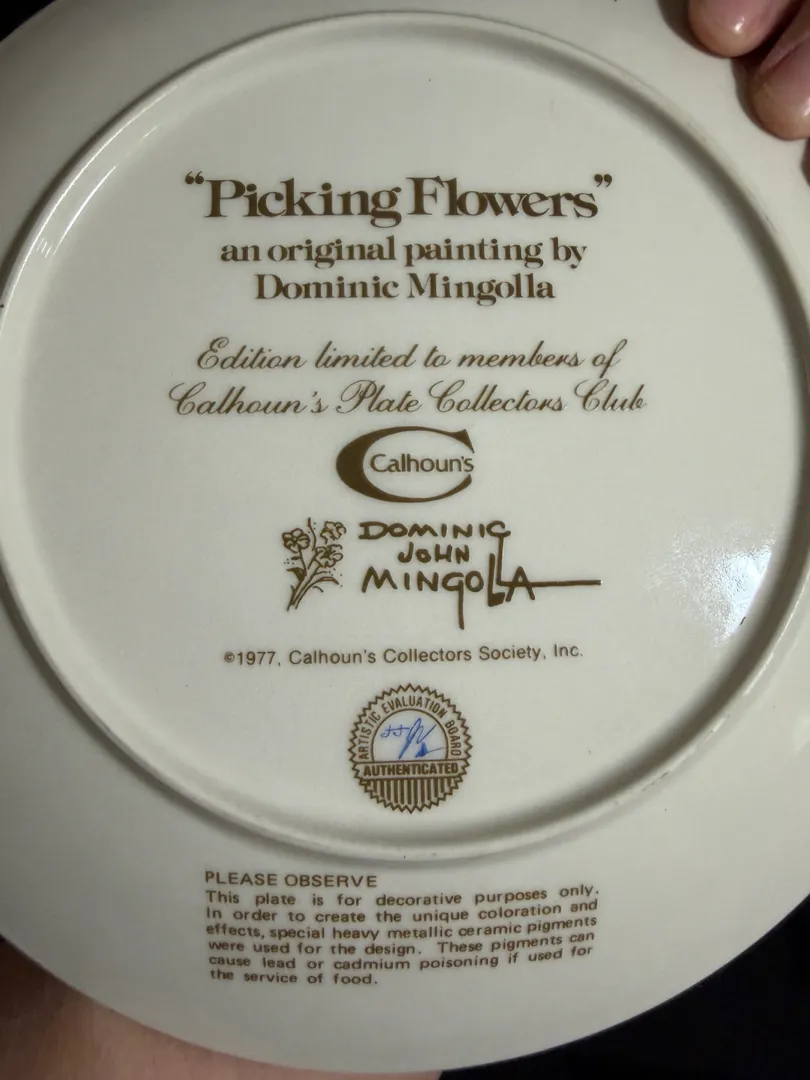 “Picking Flowers”
an original painting by
Dominic Mingolla
Edition limited to members of
Calhoun's Plate Collectors Club
Calhoun's
DOMINIC
JOHN
MINGOLLA
©1977, Calhoun's Collectors Society, Inc.
ARTISTIC EVALUATION BOARD
AUTHENTICATED
PLEASE OBSERVE
This plate is for decorative purposes only.
In order to create the unique coloration and
effects, special heavy metallic ceramic pigments
were used for the design. These pigments can
cause lead or cadmium poisoning if used for
the service of food.